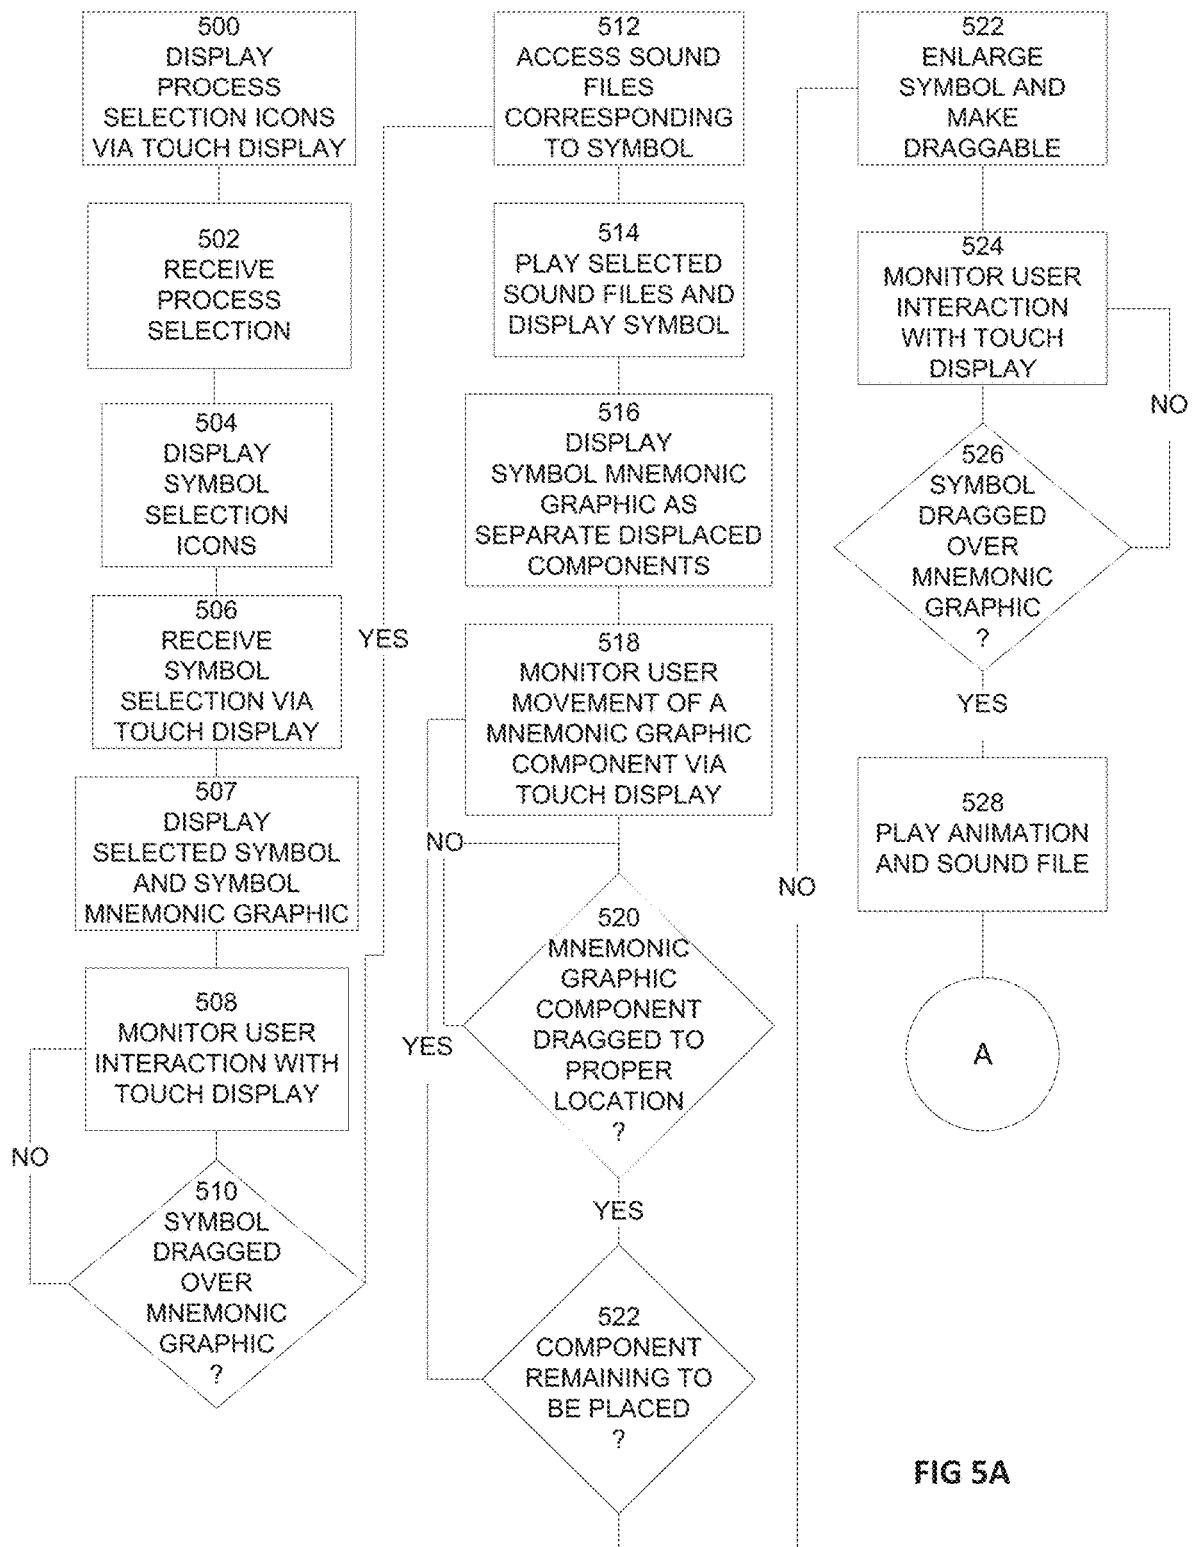 500
DISPLAY
PROCESS
SELECTION ICONS
VIA TOUCH DISPLAY
502
RECEIVE
PROCESS
SELECTION
504
DISPLAY
SYMBOL
SELECTION
ICONS
506
RECEIVE
SYMBOL
SELECTION VIA
TOUCH DISPLAY
507
DISPLAY
SELECTED SYMBOL
AND SYMBOL
MNEMONIC GRAPHIC
508
MONITOR USER
INTERACTION WITH
TOUCH DISPLAY
NO
510
SYMBOL
DRAGGED
OVER
MNEMONIC
GRAPHIC
?
YES
512
ACCESS SOUND
FILES
CORRESPONDING
TO SYMBOL
514
PLAY SELECTED
SOUND FILES AND
DISPLAY SYMBOL
516
DISPLAY
SYMBOL MNEMONIC
GRAPHIC AS
SEPARATE DISPLACED
COMPONENTS
518
MONITOR USER
MOVEMENT OF A
MNEMONIC GRAPHIC
COMPONENT VIA
TOUCH DISPLAY
NO
520
MNEMONIC
GRAPHIC
COMPONENT
DRAGGED TO
PROPER
LOCATION
?
YES
YES
522
COMPONENT
REMAINING TO
BE PLACED
?
NO
522
ENLARGE
SYMBOL AND
MAKE
DRAGGABLE
524
MONITOR USER
INTERACTION
WITH TOUCH
DISPLAY
NO
526
SYMBOL
DRAGGED
OVER
MNEMONIC
GRAPHIC
?
YES
528
PLAY ANIMATION
AND SOUND FILE
A
FIG 5A